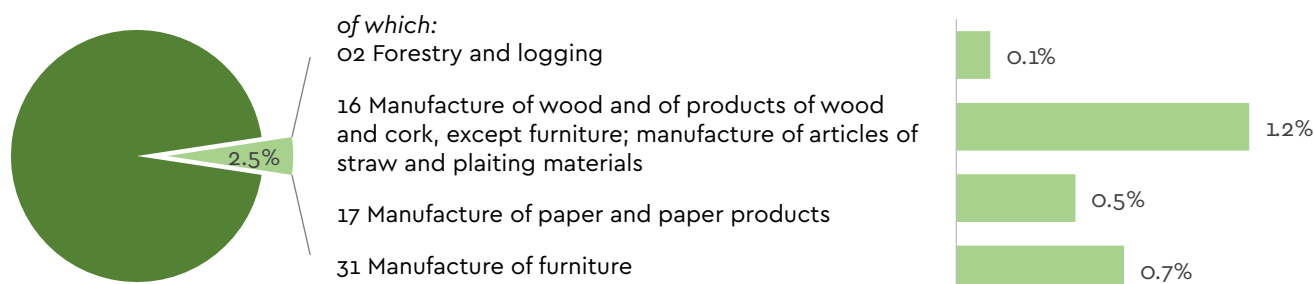 of which:
02 Forestry and logging
0.1%
16 Manufacture of wood and of products of wood
and cork, except furniture; manufacture of articles of
straw and plaiting materials
1.2%
2.5%
17 Manufacture of paper and paper products
0.5%
31 Manufacture of furniture
0.7%